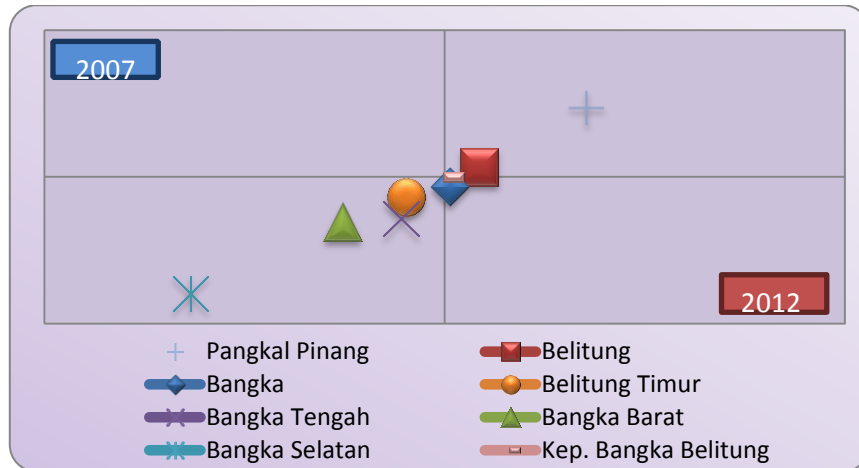 2007
2012
Pangkal Pinang
Belitung
Bangka
Belitung Timur
Bangka Tengah
Bangka Barat
Bangka Selatan
Kep. Bangka Belitung